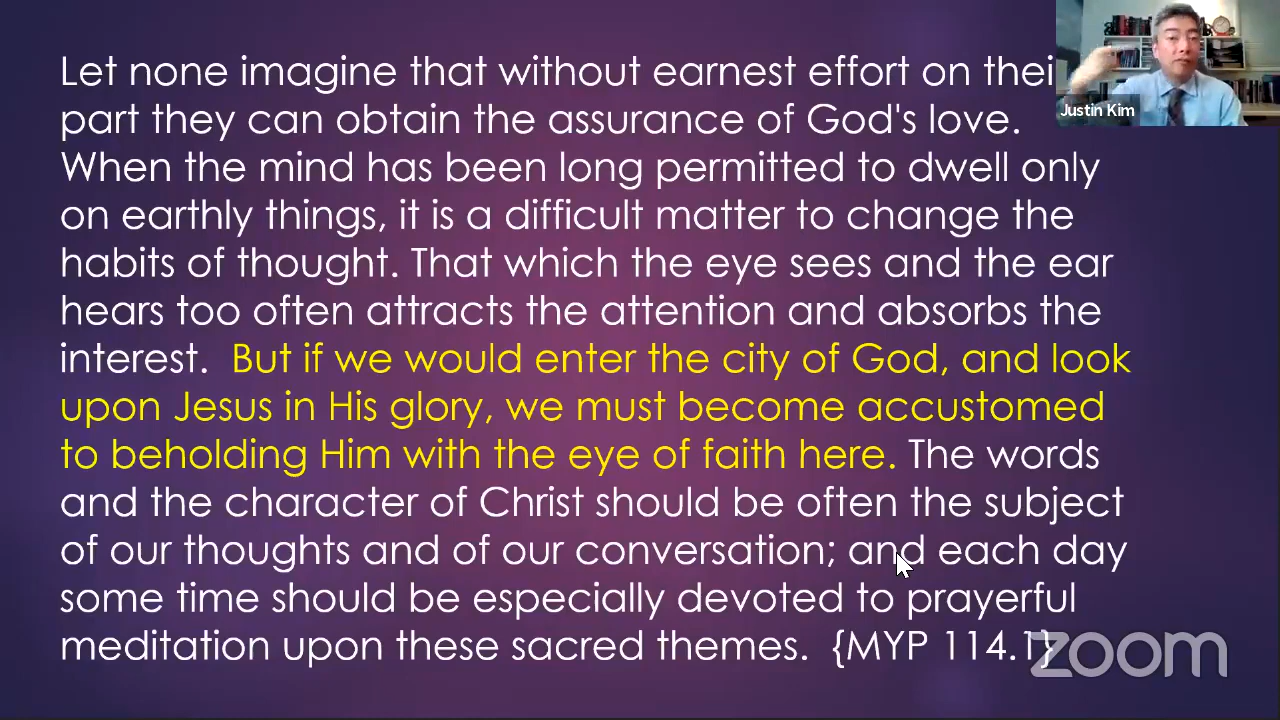 Let none imagine that without earnest effort on thei
part they can obtain the assurance of God's love.
When the mind has been long permitted to dwell only
on earthly things, it is a difficult matter to change the
habits of thought. That which the eye sees and the ear
hears too often attracts the attention and absorbs the
interest.  But if we would enter the city of God, and look
upon Jesus in His glory, we must become accustomed
to beholding Him with the eye of faith here. The words
and the character of Christ should be often the subject
of our thoughts and of our conversation; and each day
some time should be especially devoted to prayerful
meditation upon these sacred themes.  {MYP 114.1}
Justin Kim
zoom